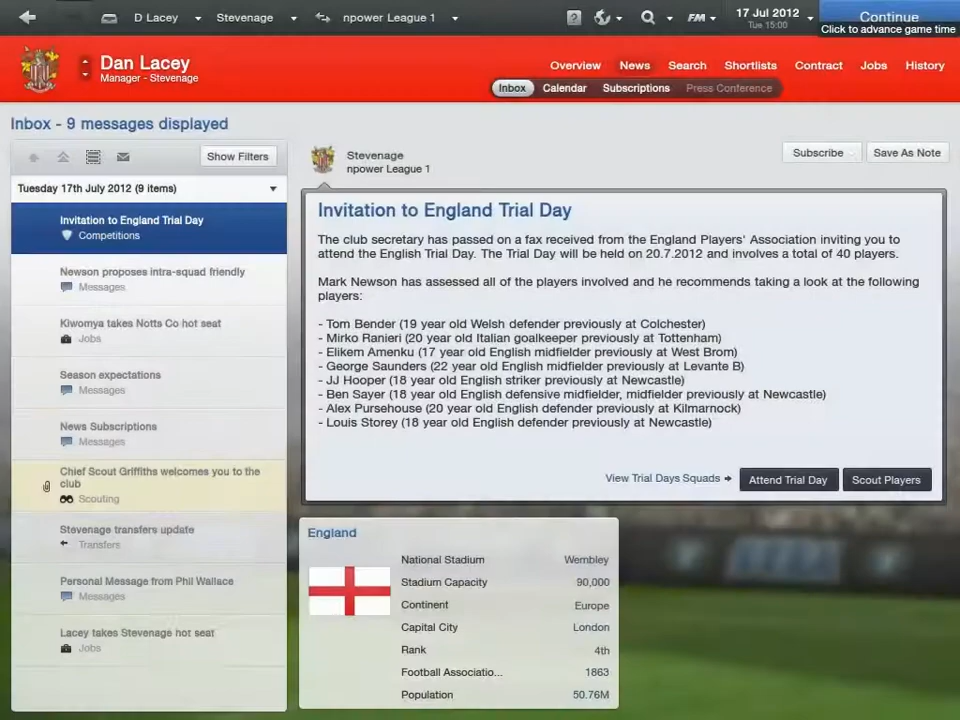 D Lacey
Stevenage
npower League 1
?
FM
17 Jul 2012
Tue 15:00
Continue
Click to advance game time
Dan Lacey
Manager - Stevenage
Overview
News
Search
Shortlists
Contract
Jobs
History
Inbox
Calendar
Subscriptions
Press Conference
Inbox - 9 messages displayed
Show Filters
Tuesday 17th July 2012 (9 items)
Invitation to England Trial Day
Competitions
Newson proposes intra-squad friendly
Messages
Kiwomya takes Notts Co hot seat
Jobs
Season expectations
Messages
News Subscriptions
Messages
Chief Scout Griffiths welcomes you to the
club
Scouting
Stevenage transfers update
Transfers
Personal Message from Phil Wallace
Messages
Lacey takes Stevenage hot seat
Jobs
Stevenage
npower League 1
Subscribe
Save As Note
Invitation to England Trial Day
The club secretary has passed on a fax received from the England Players' Association inviting you to
attend the English Trial Day. The Trial Day will be held on 20.7.2012 and involves a total of 40 players.
Mark Newson has assessed all of the players involved and he recommends taking a look at the following
players:
- Tom Bender (19 year old Welsh defender previously at Colchester)
- Mirko Ranieri (20 year old Italian goalkeeper previously at Tottenham)
- Elikem Amenku (17 year old English midfielder previously at West Brom)
- George Saunders (22 year old English midfielder previously at Levante B)
- JJ Hooper (18 year old English striker previously at Newcastle)
- Ben Sayer (18 year old English defensive midfielder, midfielder previously at Newcastle)
- Alex Pursehouse (20 year old English defender previously at Kilmarnock)
- Louis Storey (18 year old English defender previously at Newcastle)
View Trial Days Squads
Attend Trial Day
Scout Players
England
National Stadium Wembley
Stadium Capacity 90,000
Continent Europe
Capital City London
Rank 4th
Football Associatio... 1863
Population 50.76M